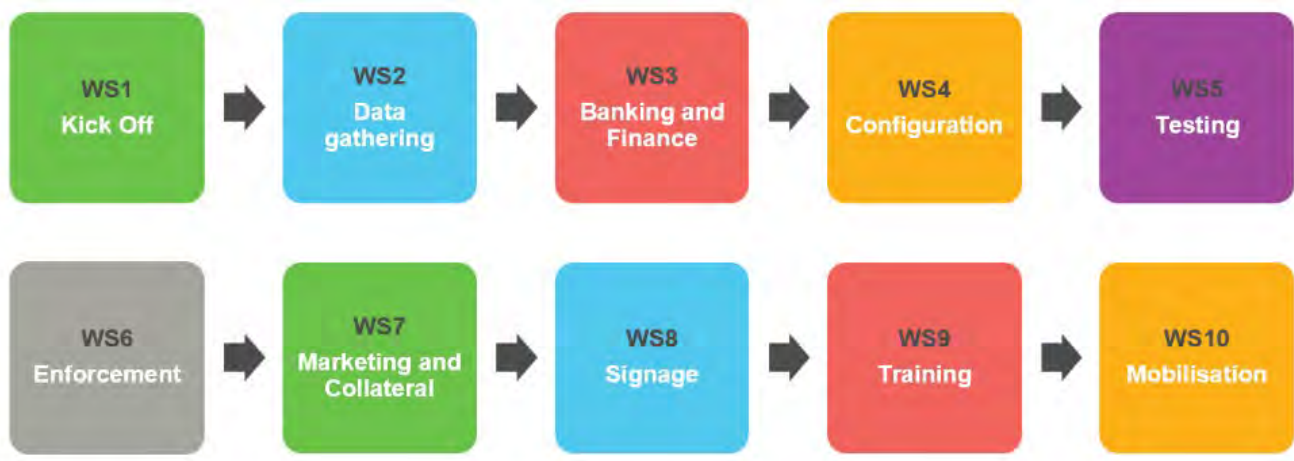 WS1
Kick Off
WS2
Data
gathering
WS3
Banking and
Finance
WS4
Configuration
WS5
Testing
WS6
Enforcement
WS7
Marketing and
Collateral
WS8
Signage
WS9
Training
WS10
Mobilisation